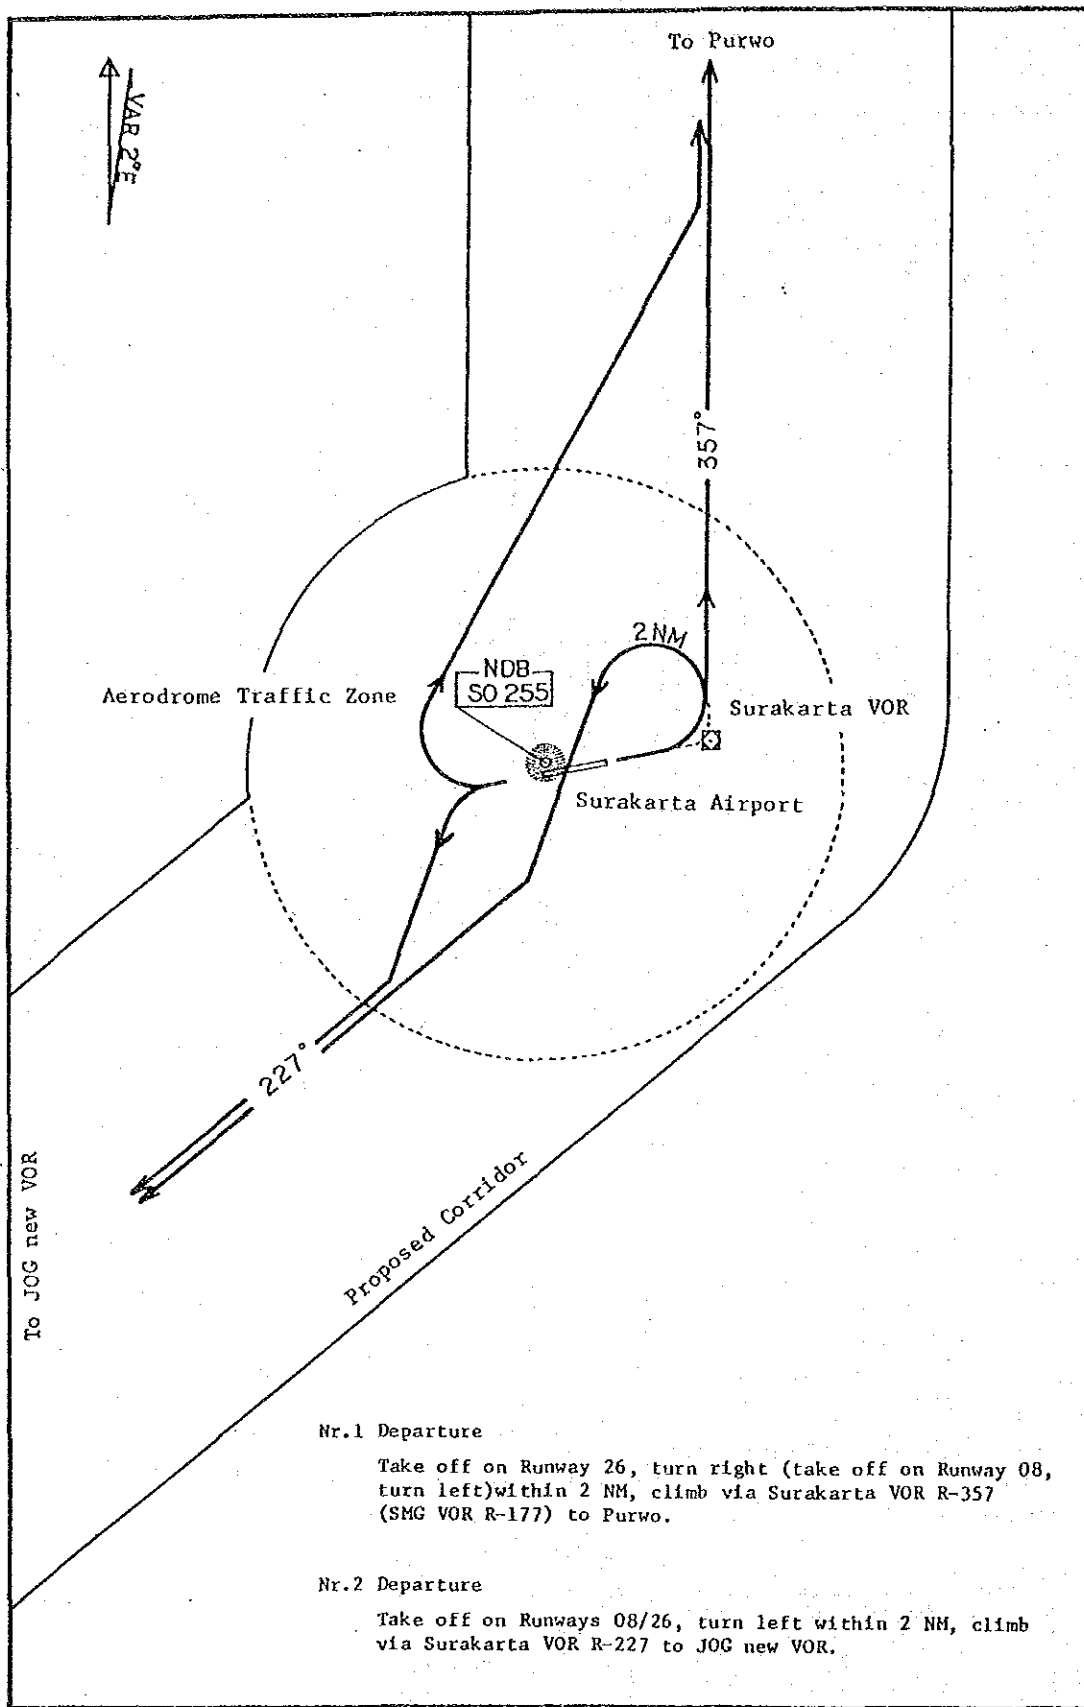 To Purwo
VAR 2°E
357°
2 NM
NDB
SO 255
Aerodrome Traffic Zone
Surakarta VOR
Surakarta Airport
227°
To JOG new VOR
Proposed Corridor
Nr.1 Departure
Take off on Runway 26, turn right (take off on Runway 08,
turn left)within 2 NM, climb via Surakarta VOR R-357
(SMG VOR R-177) to Purwo.
Nr.2 Departure
Take off on Runways 08/26, turn left within 2 NM, climb
via Surakarta VOR R-227 to JOG new VOR.